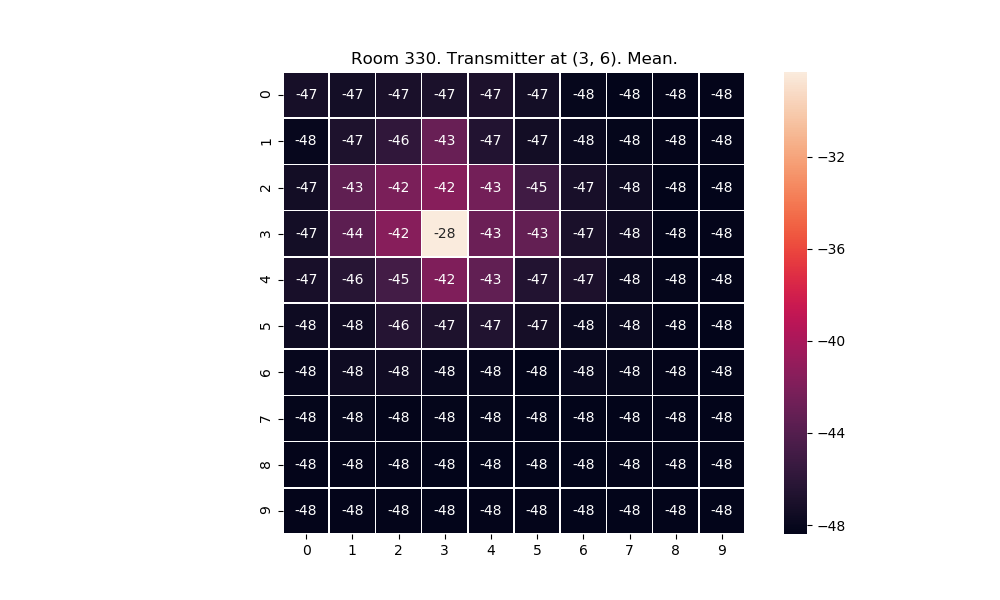 Room 330. Transmitter at (3, 6). Mean.
0 -47 -47 -47 -47 -47 -47 -48 -48 -48 -48
1 -48 -47 -46 -43 -47 -47 -48 -48 -48 -48
2 -47 -43 -42 -42 -43 -45 -47 -48 -48 -48
3 -47 -44 -42 -28 -43 -43 -47 -48 -48 -48
4 -47 -46 -45 -42 -43 -47 -47 -48 -48 -48
5 -48 -48 -46 -47 -47 -47 -48 -48 -48 -48
6 -48 -48 -48 -48 -48 -48 -48 -48 -48 -48
7 -48 -48 -48 -48 -48 -48 -48 -48 -48 -48
8 -48 -48 -48 -48 -48 -48 -48 -48 -48 -48
9 -48 -48 -48 -48 -48 -48 -48 -48 -48 -48
0 1 2 3 4 5 6 7 8 9
−32
−36
−40
−44
−48